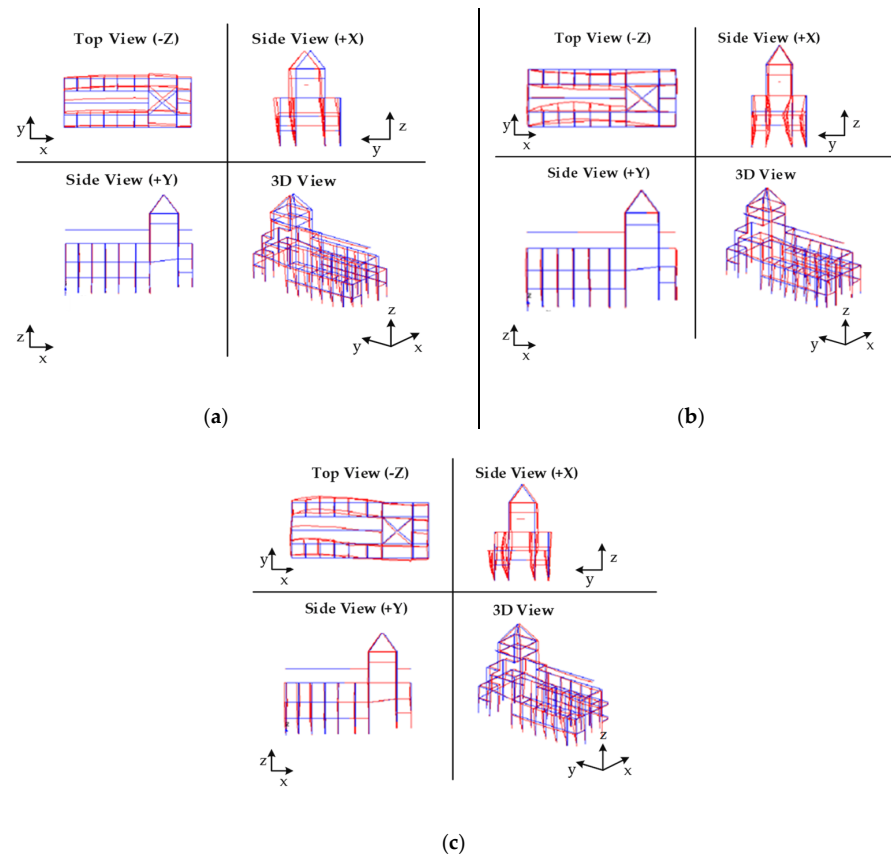 Top View (-Z)
Side View (+X)
y
x
z
y
Side View (+Y)
3D View
z
x
z
y
x
(a)
Top View (-Z)
Side View (+X)
y
x
z
y
Side View (+Y)
3D View
z
x
z
y
x
(b)
Top View (-Z)
Side View (+X)
y
x
z
y
Side View (+Y)
3D View
z
x
z
y
x
(c)